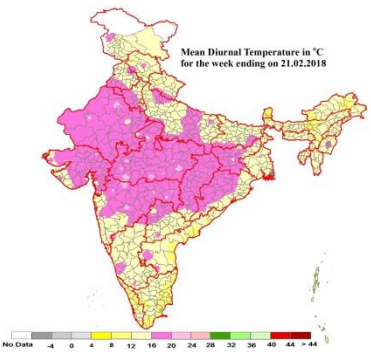 Mean Diurnal Temperature in °C
for the week ending on 21.02.2018
No Data -4 0 4 8 12 16 20 24 28 32 36 40 44 > 44